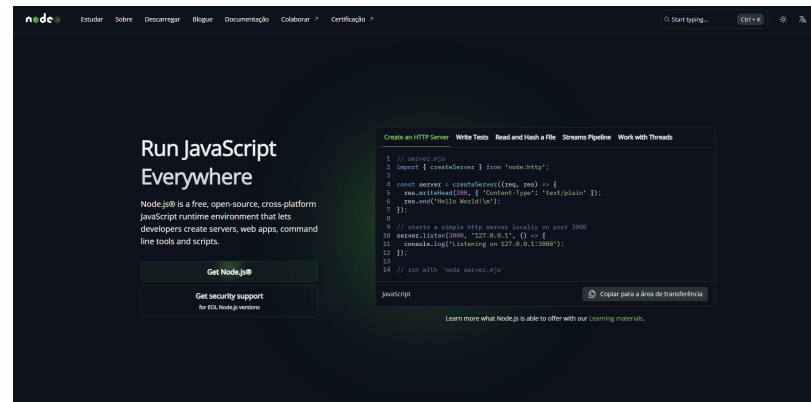 node
Estudar Sobre Descarregar Blogue Documentação Colaborar ↗ Certificação ↗
Start typing... Ctrl + K
Run JavaScript
Everywhere
Node.js® is a free, open-source, cross-platform
JavaScript runtime environment that lets
developers create servers, web apps, command
line tools and scripts.
Get Node.js®
Get security support
for EOL Node.js versions
Create an HTTP Server Write Tests Read and Hash a File Streams Pipeline Work with Threads
1 // server.mjs
2 import { createServer } from 'node:http';
3
4 const server = createServer((req, res) => {
5   res.writeHead(200, { 'Content-Type': 'text/plain' });
6   res.end('Hello World!\n');
7 });
8
9 // starts a simple http server locally on port 3000
10 server.listen(3000, '127.0.0.1', () => {
11   console.log('Listening on 127.0.0.1:3000');
12 });
13
14 // run with `node server.mjs`
JavaScript
Copiar para a área de transferência
Learn more what Node.js is able to offer with our Learning materials.